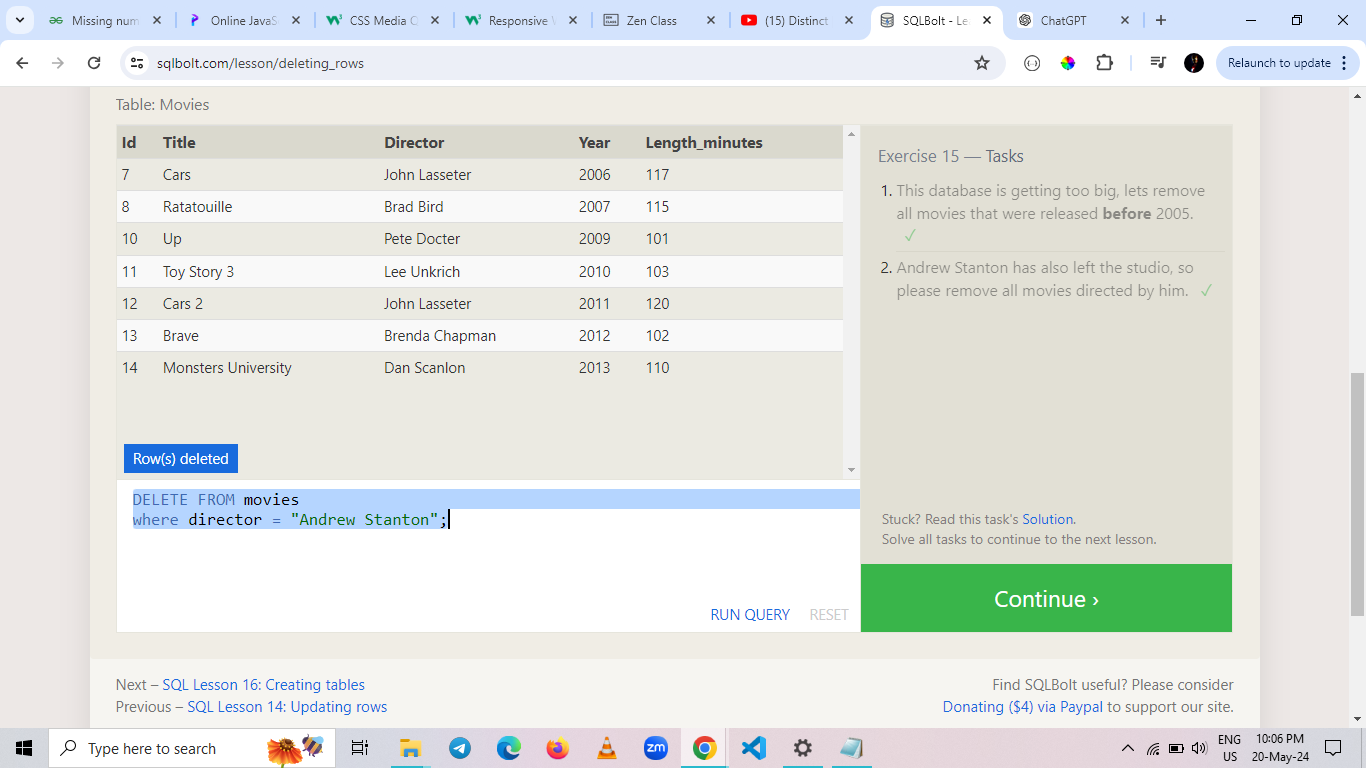 Missing num
Online JavaS
CSS Media Q
Responsive W
Zen Class
(15) Distinct
SQLBolt - Le
ChatGPT
sqlbolt.com/lesson/deleting_rows
Relaunch to update
Table: Movies
Id Title Director Year Length_minutes
7 Cars John Lasseter 2006 117
8 Ratatouille Brad Bird 2007 115
10 Up Pete Docter 2009 101
11 Toy Story 3 Lee Unkrich 2010 103
12 Cars 2 John Lasseter 2011 120
13 Brave Brenda Chapman 2012 102
14 Monsters University Dan Scanlon 2013 110
Row(s) deleted
DELETE FROM movies
where director = "Andrew Stanton";
RUN QUERY RESET
Exercise 15 — Tasks
1. This database is getting too big, lets remove
all movies that were released before 2005.
✓
2. Andrew Stanton has also left the studio, so
please remove all movies directed by him. ✓
Stuck? Read this task's Solution.
Solve all tasks to continue to the next lesson.
Continue ›
Next – SQL Lesson 16: Creating tables
Previous – SQL Lesson 14: Updating rows
Find SQLBolt useful? Please consider
Donating ($4) via Paypal to support our site.
Type here to search
zm
ENG
US
10:06 PM
20-May-24